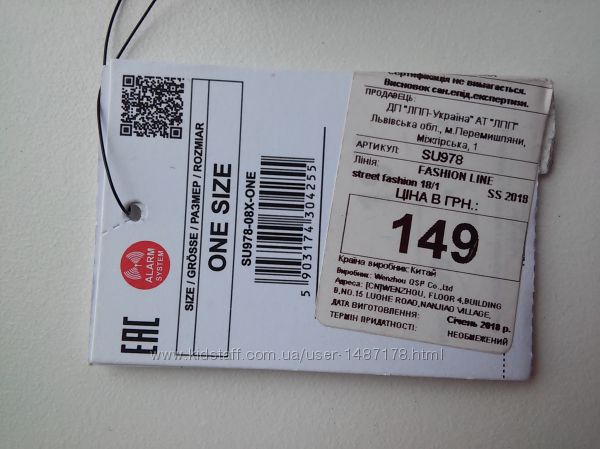 ALARM
SYSTEM
EAC
SIZE / GRÖSSE / РАЗМЕР / ROZMIAR
ONE SIZE
SU978-08X-ONE
5 903174 304255
Сертифікація не вимагається.
Висновок сан.епід.експертизи.
ПРОДАВЕЦЬ:
ДП "ЛПП-Україна" АТ "ЛПП"
Львівська обл., м.Перемишляни,
Міжгірська, 1
АРТИКУЛ: SU978
ЛІНІЯ: FASHION LINE
street fashion 18/1 SS 2018
ЦІНА В ГРН.:
149
Країна виробник: Китай
Виробник: Wenzhou QSP Co.,Ltd
Адреса: [CN]WENZHOU, FLOOR 4,BUILDING
B,NO.15 LUOHE ROAD,NANJIAO VILLAGE,
ДАТА ВИГОТОВЛЕННЯ: Січень 2018 р.
ТЕРМІН ПРИДАТНОСТІ: НЕОБМЕЖЕНИЙ
www.kidstaff.com.ua/user-1487178.html